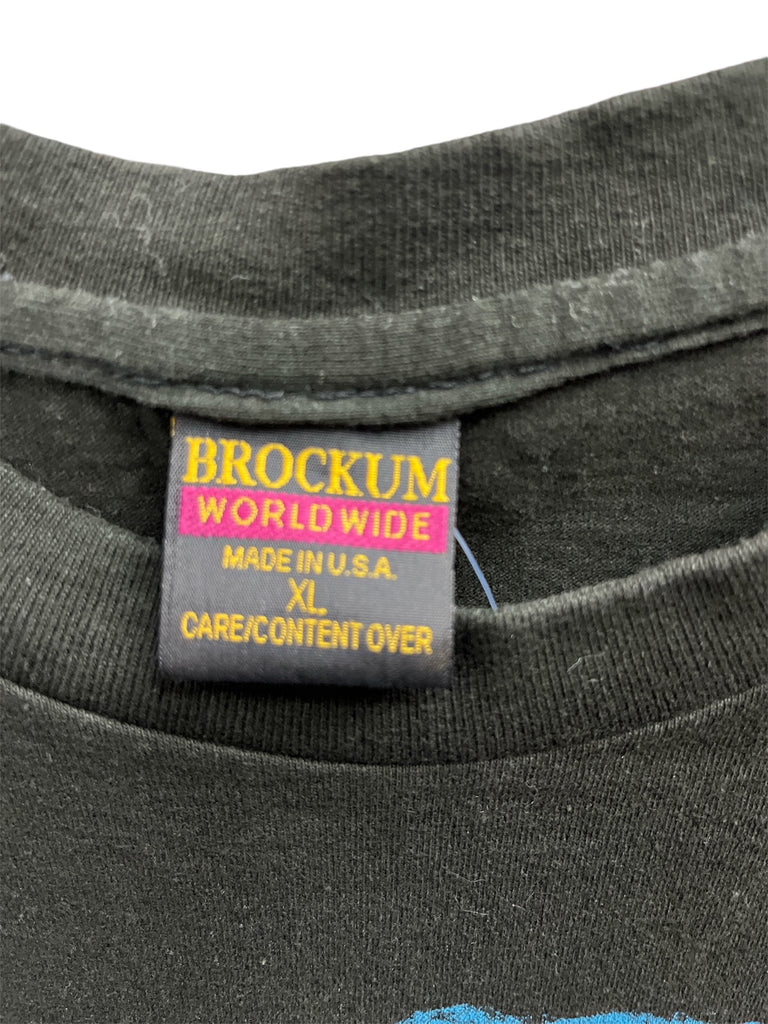 BROCKUM
WORLDWIDE
MADE IN U.S.A.
XL
CARE/CONTENT OVER